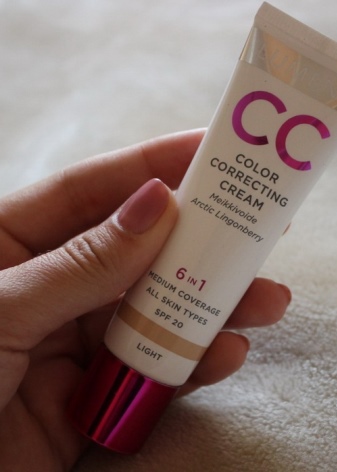 CC
COLOR
CORRECTING
CREAM
Meikkivoide
Arctic Lingonberry
6 IN 1
MEDIUM COVERAGE
ALL SKIN TYPES
SPF 20
LIGHT